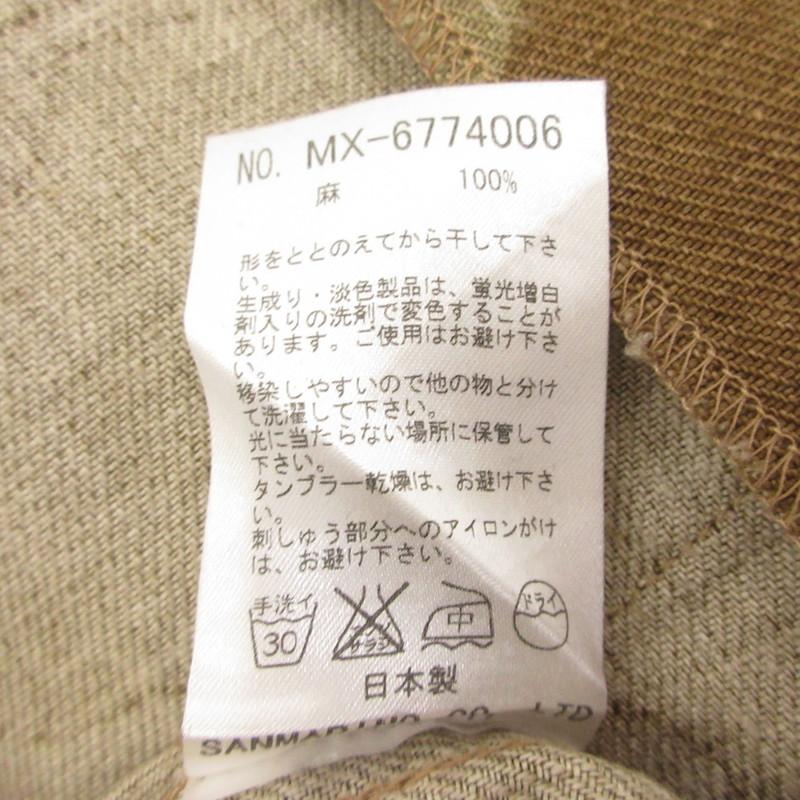 NO. MX-6774006
麻 100%
形をととのえてから干して下さ
い。
生成り・淡色製品は、蛍光増白
剤入りの洗剤で変色することが
あります。ご使用はお避け下さ
い。
移染しやすいので他の物と分け
て洗濯して下さい。
光に当たらない場所に保管して
下さい。
タンブラー乾燥は、お避け下さ
い。
刺しゅう部分へのアイロンがけ
は、お避け下さい。
手洗イ
30
エンソ
サラシ
中
ドライ
日本製
SANMARINO CO., LTD